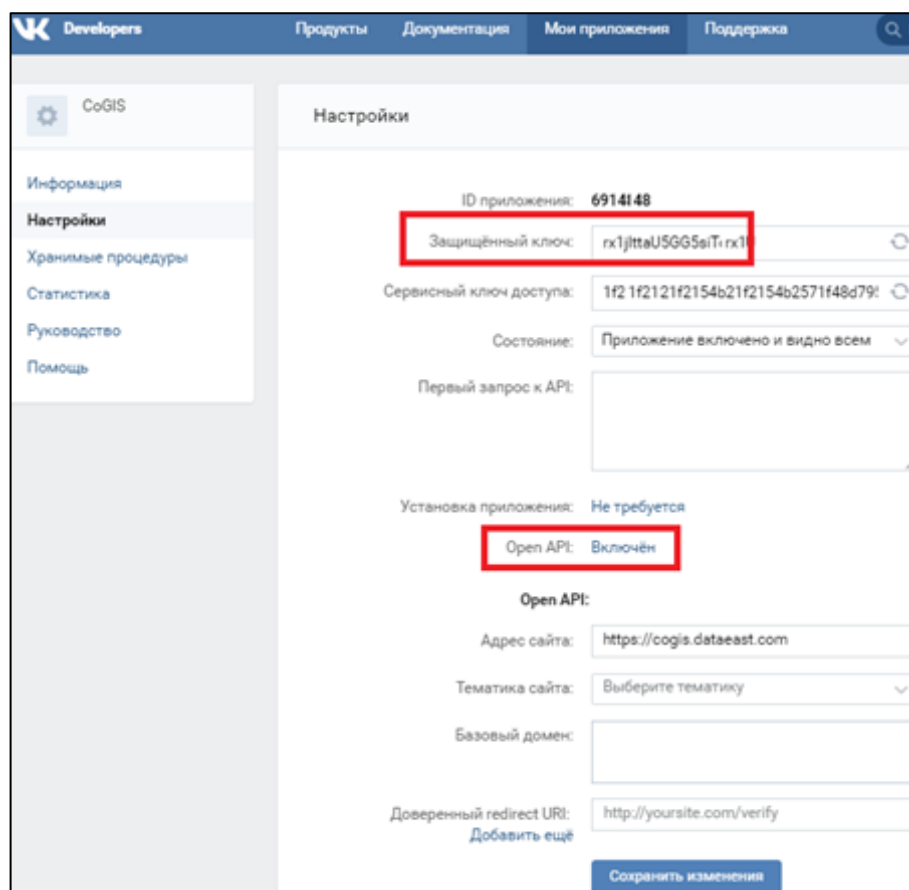 VK Developers Продукты Документация Мои приложения Поддержка
CoGIS
Информация
Настройки
Хранимые процедуры
Статистика
Руководство
Помощь
Настройки
ID приложения:
Защищённый ключ:
Сервисный ключ доступа:
Состояние: Приложение включено и видно всем
Первый запрос к API:
Установка приложения: Не требуется
Open API: Включён
Open API:
Адрес сайта: https://cogis.dataeast.com
Тематика сайта: Выберите тематику
Базовый домен:
Доверенный redirect URI: http://yoursite.com/verify
Добавить ещё
Сохранить изменения